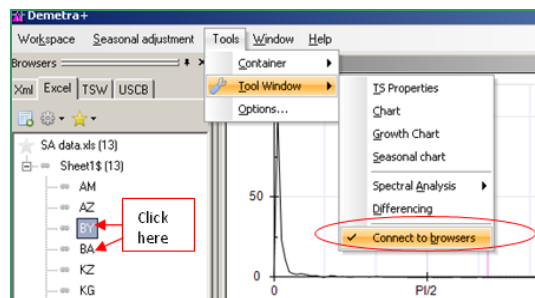 Demetra+
Workspace Seasonal adjustment Tools Window Help
Browsers
Xml Excel TSW USCB
SA data.xls (13)
Sheet1$ (13)
AM
AZ
BY
BA
KZ
KG
Click
here
Container
Tool Window
Options...
TS Properties
Chart
Growth Chart
Seasonal chart
Spectral Analysis
Differencing
Connect to browsers
50
0
0 PI/2